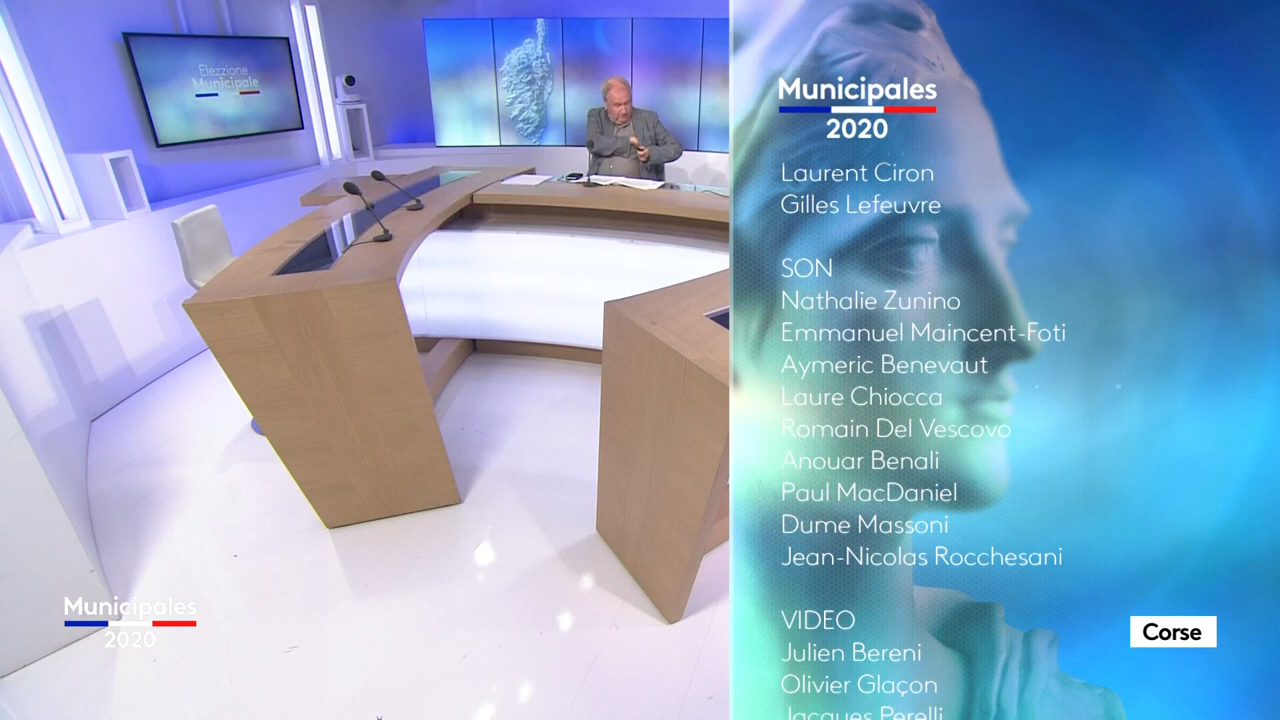 Elezzione
Municipale
Municipales
2020
Municipales
2020
Laurent Ciron
Gilles Lefeuvre
SON
Nathalie Zunino
Emmanuel Maincent-Foti
Aymeric Benevaut
Laure Chiocca
Romain Del Vescovo
Anouar Benali
Paul MacDaniel
Dume Massoni
Jean-Nicolas Rocchesani
VIDEO
Julien Bereni
Olivier Glaçon
Jacques Perelli
Corse